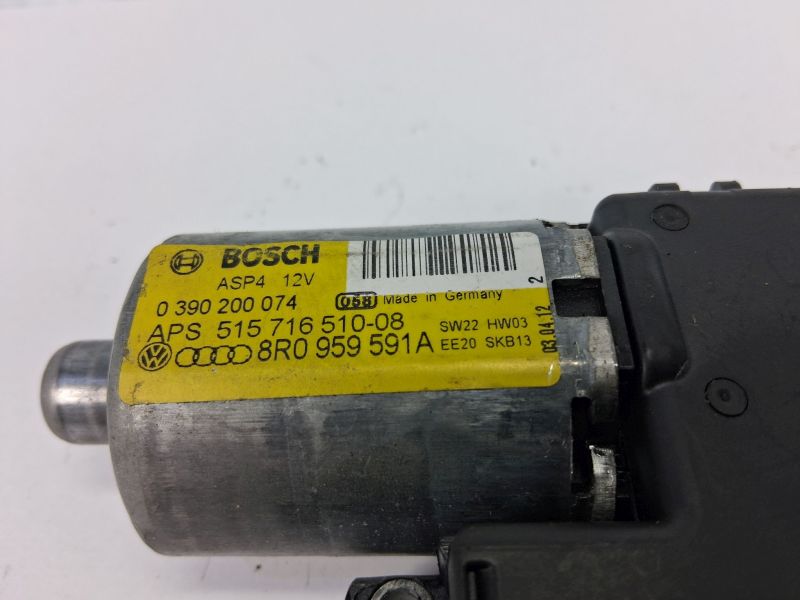 BOSCH
ASP4 12V
0 390 200 074 068 Made in Germany
APS 515 716 510-08 SW22 HW03
8R0 959 591A EE20 SKB13
03.04.12 2